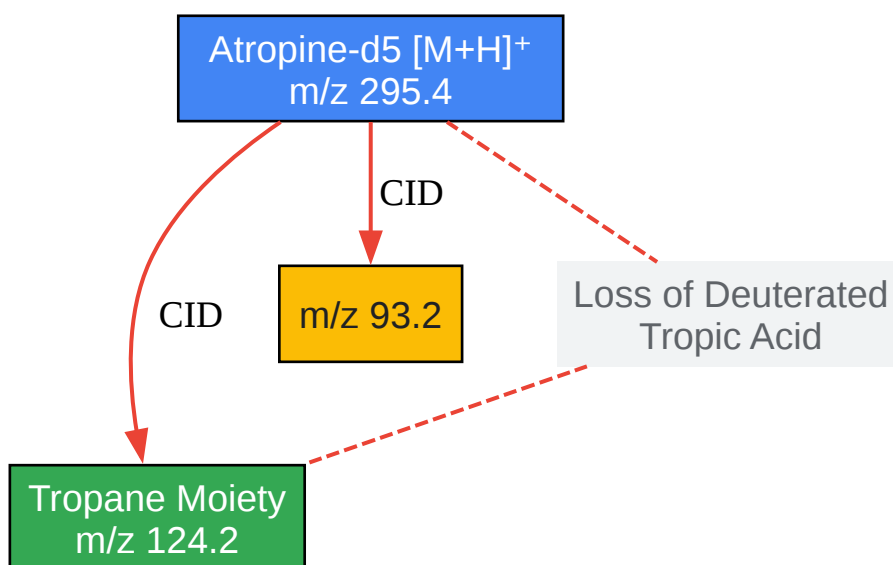 Atropine-d5 [M+H]⁺
m/z 295.4
CID
m/z 93.2
Loss of Deuterated
Tropic Acid
CID
Tropane Moiety
m/z 124.2